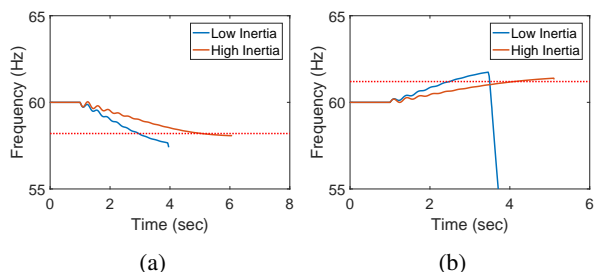 65
60
55
Frequency (Hz)
Low Inertia
High Inertia
0 2 4 6 8
Time (sec)
(a)
65
60
55
Frequency (Hz)
Low Inertia
High Inertia
0 2 4 6
Time (sec)
(b)